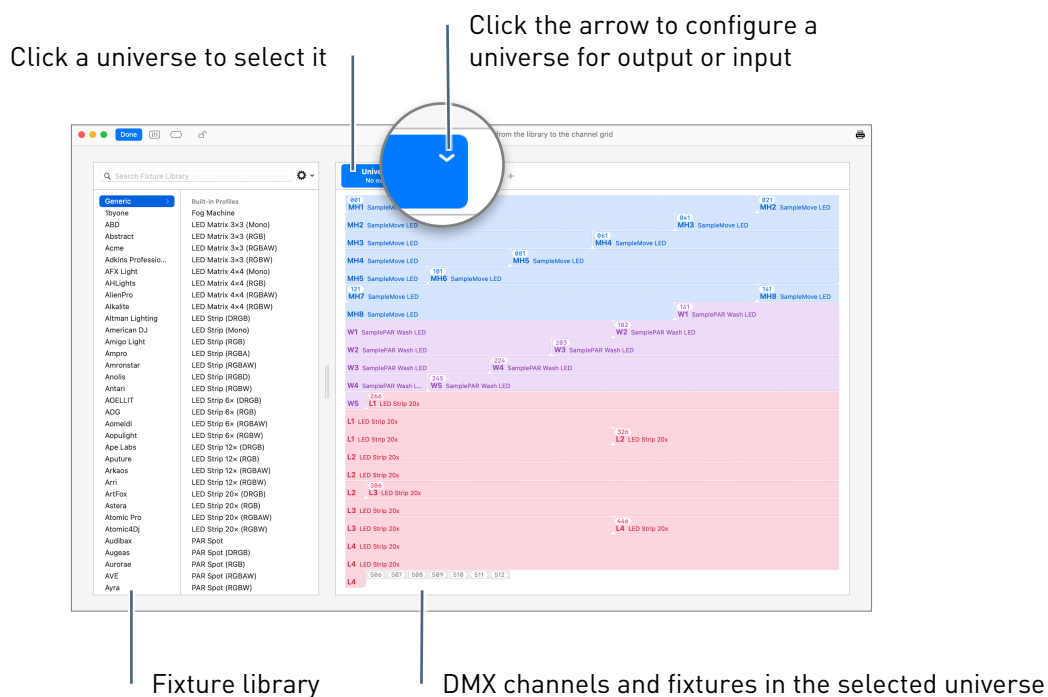 Click the arrow to configure a
universe for output or input
Click a universe to select it
Done
from the library to the channel grid
Search Fixture Library
Generic
1byone
ABD
Abstract
Acme
Adkins Professio...
AFX Light
AHLights
AlienPro
Alkalite
Altman Lighting
American DJ
Amigo Light
Ampro
Amronstar
Anolis
Antari
AOELLIT
AOG
Aomeidi
Aopulight
Ape Labs
Aputure
Arkaos
Arri
ArtFox
Astera
Atomic Pro
Atomic4Dj
Audibax
Augeas
Aurorae
AVE
Ayra
Built-in Profiles
Fog Machine
LED Matrix 3×3 (Mono)
LED Matrix 3×3 (RGB)
LED Matrix 3×3 (RGBAW)
LED Matrix 3×3 (RGBW)
LED Matrix 4×4 (Mono)
LED Matrix 4×4 (RGB)
LED Matrix 4×4 (RGBAW)
LED Matrix 4×4 (RGBW)
LED Strip (DRGB)
LED Strip (Mono)
LED Strip (RGB)
LED Strip (RGBA)
LED Strip (RGBAW)
LED Strip (RGBD)
LED Strip (RGBW)
LED Strip 6× (DRGB)
LED Strip 6× (RGB)
LED Strip 6× (RGBAW)
LED Strip 6× (RGBW)
LED Strip 12× (DRGB)
LED Strip 12× (RGB)
LED Strip 12× (RGBAW)
LED Strip 12× (RGBW)
LED Strip 20× (DRGB)
LED Strip 20× (RGB)
LED Strip 20× (RGBAW)
LED Strip 20× (RGBW)
PAR Spot
PAR Spot (DRGB)
PAR Spot (RGB)
PAR Spot (RGBAW)
PAR Spot (RGBW)
+
001 021
MH1 MH2 SampleMove LED
041
MH2 SampleMove LED MH3 SampleMove LED
061
MH3 SampleMove LED MH4 SampleMove LED
081
MH4 SampleMove LED MH5 SampleMove LED
101
MH5 SampleMove LED MH6 SampleMove LED
121 141
MH7 SampleMove LED MH8 SampleMove LED
161
MH8 SampleMove LED W1 SamplePAR Wash LED
182
W1 SamplePAR Wash LED W2 SamplePAR Wash LED
203
W2 SamplePAR Wash LED W3 SamplePAR Wash LED
224
W3 SamplePAR Wash LED W4 SamplePAR Wash LED
245
W4 SamplePAR Wash L... W5 SamplePAR Wash LED
266
W5 L1 LED Strip 20x
L1 LED Strip 20x
326
L1 LED Strip 20x L2 LED Strip 20x
L2 LED Strip 20x
L2 LED Strip 20x
386
L2 L3 LED Strip 20x
L3 LED Strip 20x
446
L3 LED Strip 20x L4 LED Strip 20x
L4 LED Strip 20x
L4 LED Strip 20x
506 507 508 509 510 511 512
L4
Fixture library
DMX channels and fixtures in the selected universe